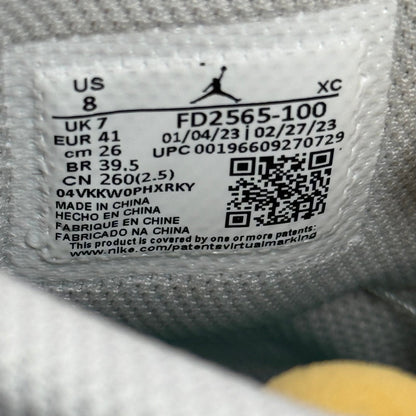 US XC
8
UK 7 FD2565-100
EUR 41 01/04/23 | 02/27/23
cm 26 UPC 00196609270729
BR 39.5
CN 260(2.5)
04VKKW0PHXRKY
MADE IN CHINA
HECHO EN CHINA
FABRIQUE EN CHINE
FABRICADO NA CHINA
This product is covered by one or more patents:
www.nike.com/patentsvirtualmarking